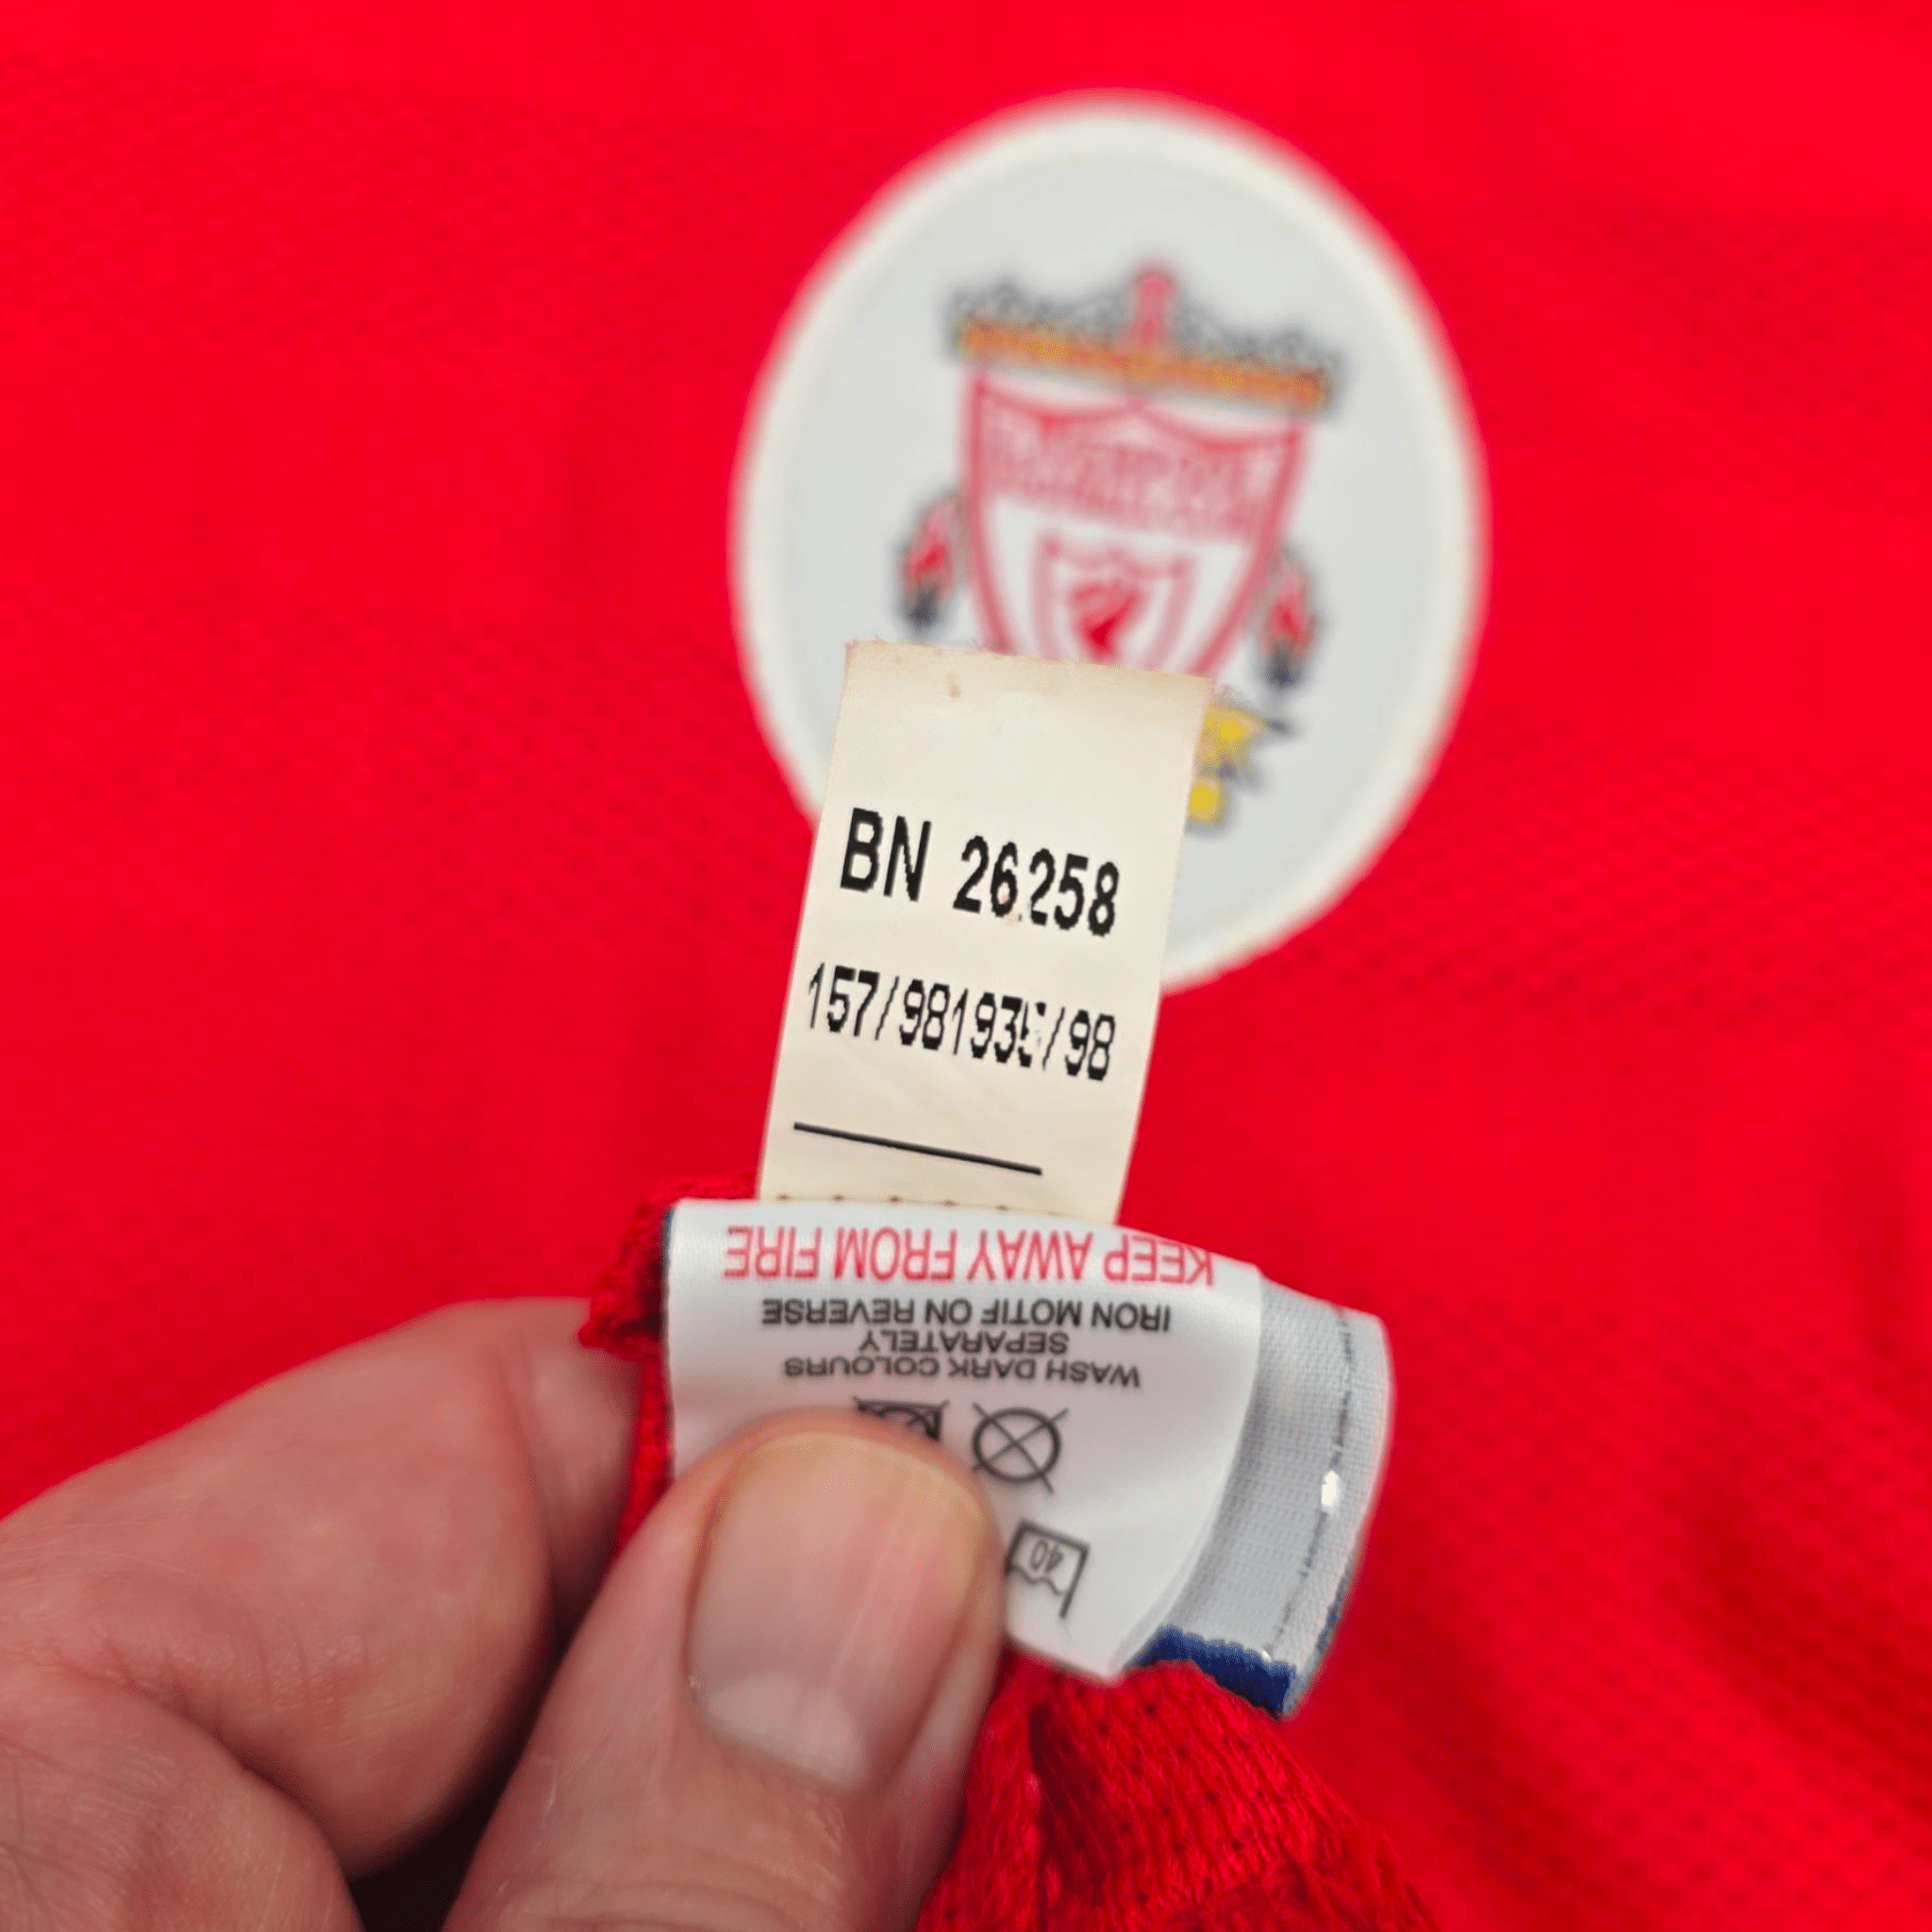 BN 26258
157/981935/98
KEEP AWAY FROM FIRE
IRON MOTIF ON REVERSE
SEPARATELY
WASH DARK COLOURS
40